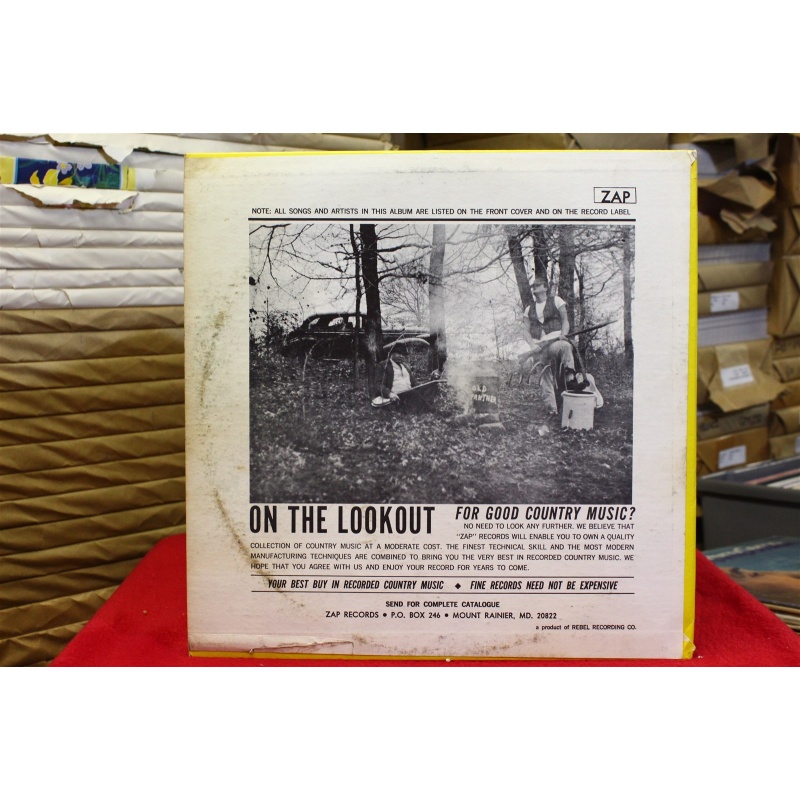 ZAP
NOTE: ALL SONGS AND ARTISTS IN THIS ALBUM ARE LISTED ON THE FRONT COVER AND ON THE RECORD LABEL
OLD
PANTHER
ON THE LOOKOUT FOR GOOD COUNTRY MUSIC?
NO NEED TO LOOK ANY FURTHER. WE BELIEVE THAT
"ZAP" RECORDS WILL ENABLE YOU TO OWN A QUALITY
COLLECTION OF COUNTRY MUSIC AT A MODERATE COST. THE FINEST TECHNICAL SKILL AND THE MOST MODERN
MANUFACTURING TECHNIQUES ARE COMBINED TO BRING YOU THE VERY BEST IN RECORDED COUNTRY MUSIC. WE
HOPE THAT YOU AGREE WITH US AND ENJOY YOUR RECORD FOR YEARS TO COME.
YOUR BEST BUY IN RECORDED COUNTRY MUSIC ◆ FINE RECORDS NEED NOT BE EXPENSIVE
SEND FOR COMPLETE CATALOGUE
ZAP RECORDS • P.O. BOX 246 • MOUNT RAINIER, MD. 20822
a product of REBEL RECORDING CO.